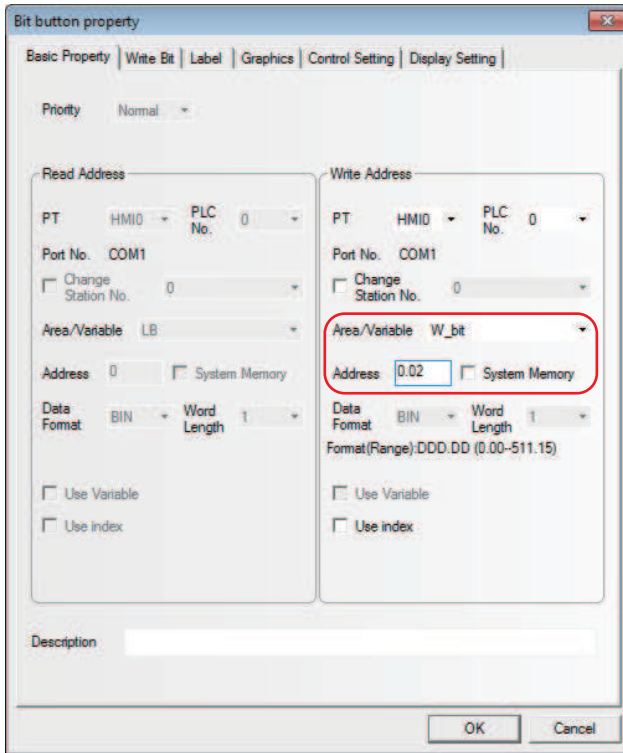 Bit button property
Basic Property Write Bit Label Graphics Control Setting Display Setting
Priority Normal
Read Address
PT HMI0 PLC No. 0
Port No. COM1
Change Station No. 0
Area/Variable LB
Address 0 System Memory
Data Format BIN Word Length 1
Use Variable
Use index
Write Address
PT HMI0 PLC No. 0
Port No. COM1
Change Station No. 0
Area/Variable W_bit
Address 0.02 System Memory
Data Format BIN Word Length 1
Format(Range):DDD.DD (0.00--511.15)
Use Variable
Use index
Description
OK Cancel